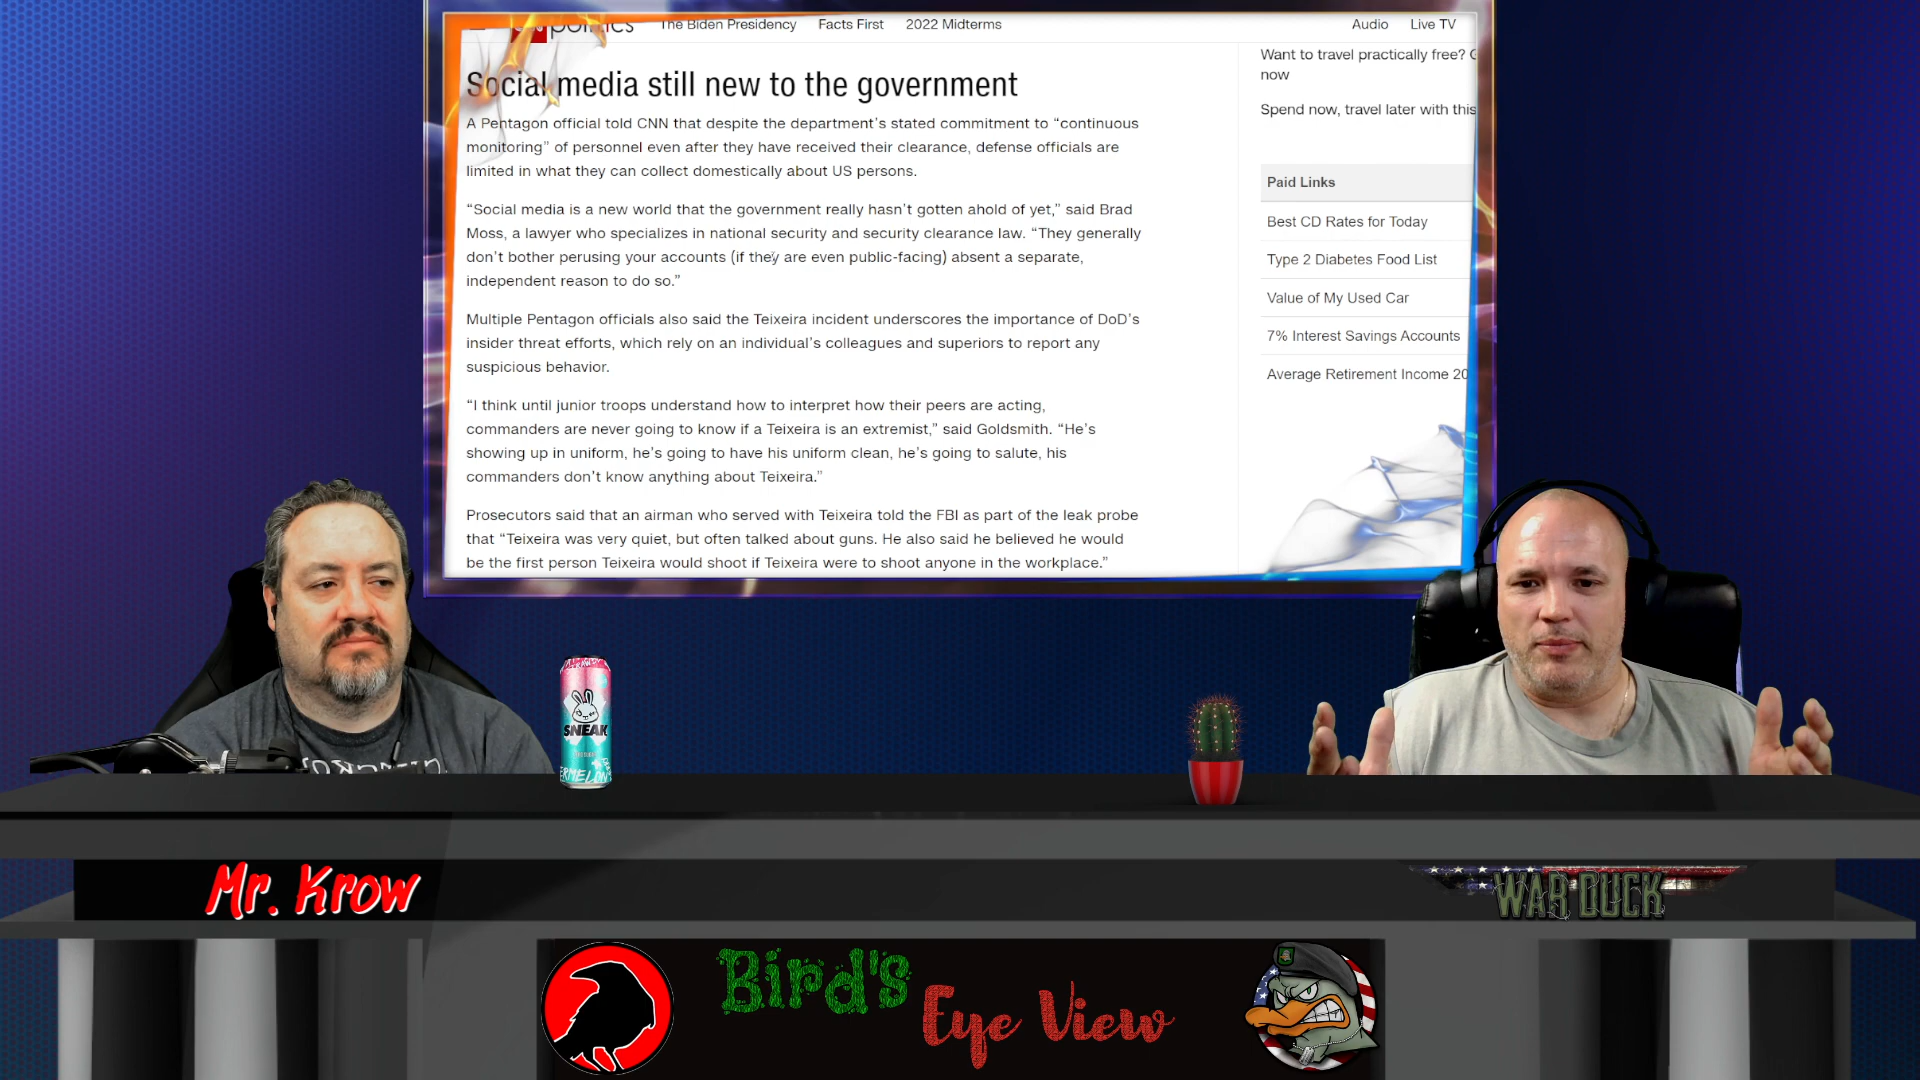 politics The Biden Presidency Facts First 2022 Midterms Audio Live TV
Social media still new to the government
A Pentagon official told CNN that despite the department's stated commitment to “continuous
monitoring” of personnel even after they have received their clearance, defense officials are
limited in what they can collect domestically about US persons.
“Social media is a new world that the government really hasn't gotten ahold of yet,” said Brad
Moss, a lawyer who specializes in national security and security clearance law. “They generally
don't bother perusing your accounts (if they are even public-facing) absent a separate,
independent reason to do so.”
Multiple Pentagon officials also said the Teixeira incident underscores the importance of DoD's
insider threat efforts, which rely on an individual's colleagues and superiors to report any
suspicious behavior.
“I think until junior troops understand how to interpret how their peers are acting,
commanders are never going to know if a Teixeira is an extremist,” said Goldsmith. “He's
showing up in uniform, he's going to have his uniform clean, he's going to salute, his
commanders don't know anything about Teixeira.”
Prosecutors said that an airman who served with Teixeira told the FBI as part of the leak probe
that “Teixeira was very quiet, but often talked about guns. He also said he believed he would
be the first person Teixeira would shoot if Teixeira were to shoot anyone in the workplace.”
Want to travel practically free?
now
Spend now, travel later with this
Paid Links
Best CD Rates for Today
Type 2 Diabetes Food List
Value of My Used Car
7% Interest Savings Accounts
Average Retirement Income 20
SNEAK
Mr. Krow
WAR DUCK
Bird's
Eye View